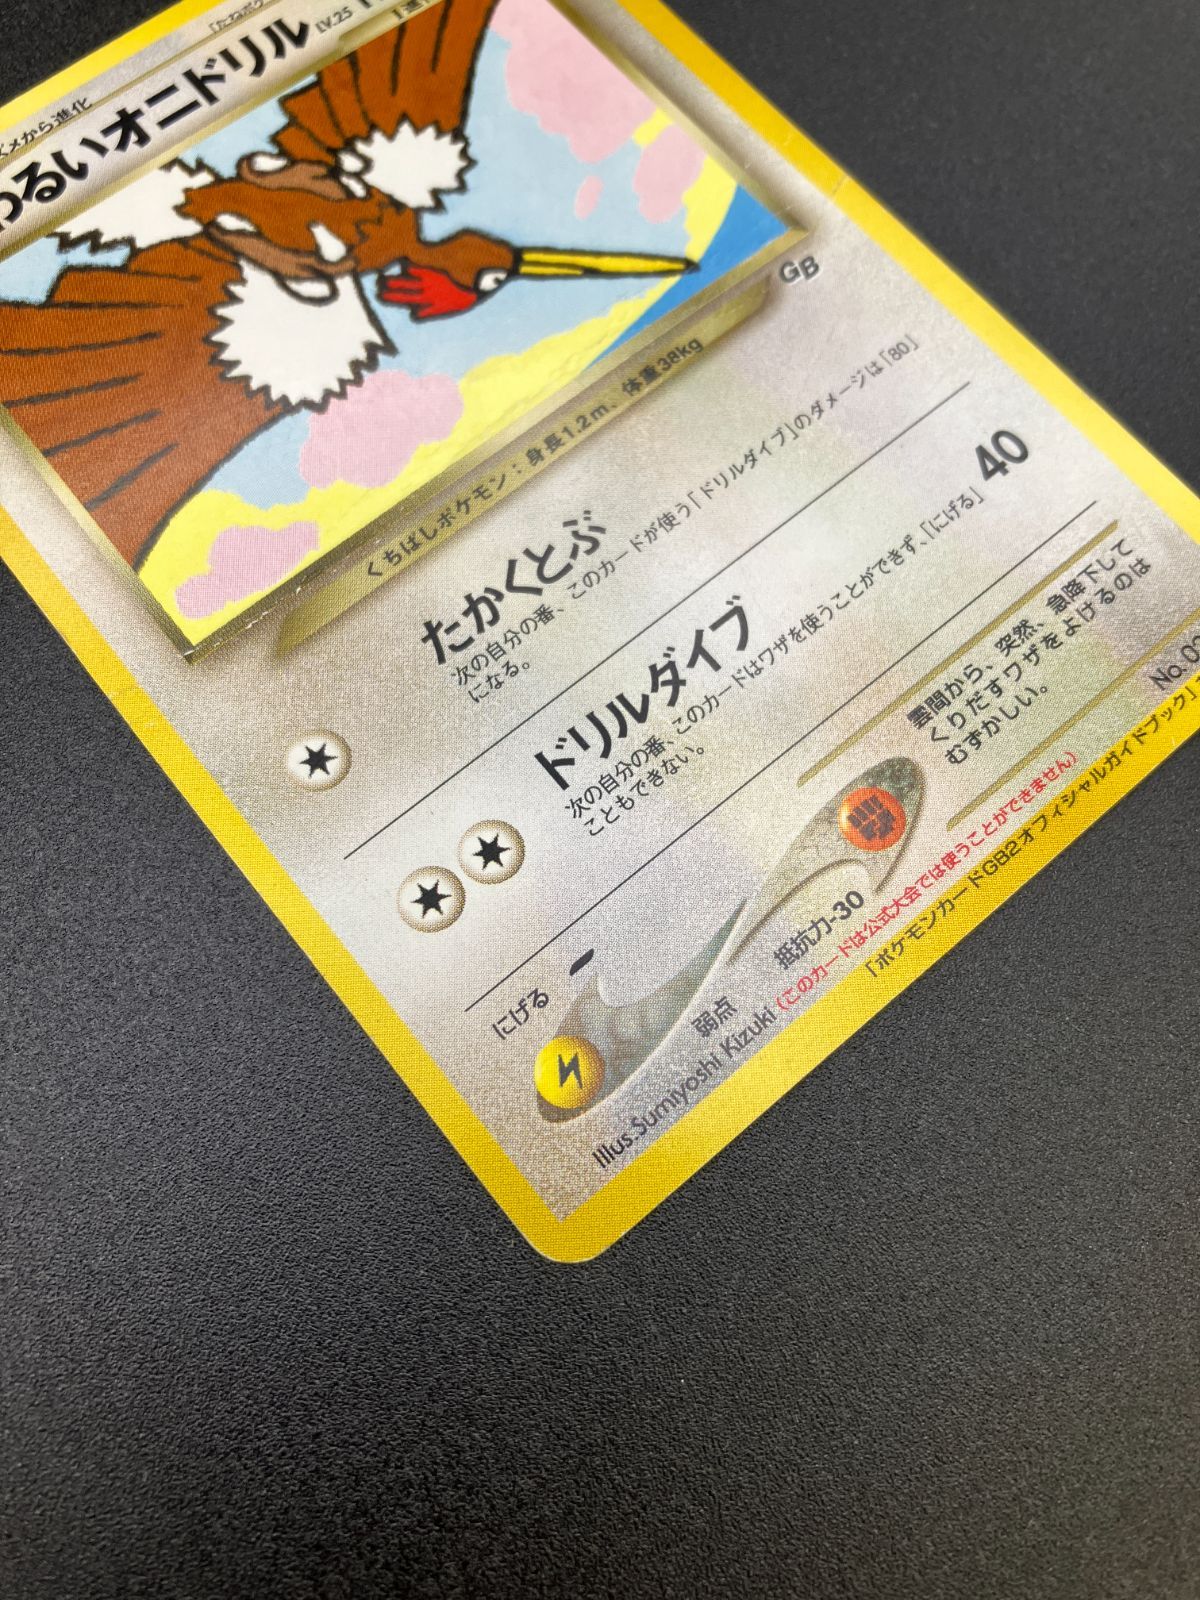 メから進化
わるいオニドリル LV.25
GB
くちばしポケモン：身長1.2m、体重38kg
たかくとぶ
次の自分の番、このカードが使う「ドリルダイブ」のダメージは「80」
になる。
ドリルダイブ 40
次の自分の番、このカードはワザを使うことができず、「にげる」
こともできない。
にげる
弱点
抵抗力-30
雲間から、突然、急降下して
くりだすワザをよけるのは
むずかしい。
Illus.Sumiyoshi Kizuki (このカードは公式大会では使うことができません) No.0
「ポケモンカードGB2オフィシャルガイドブック」